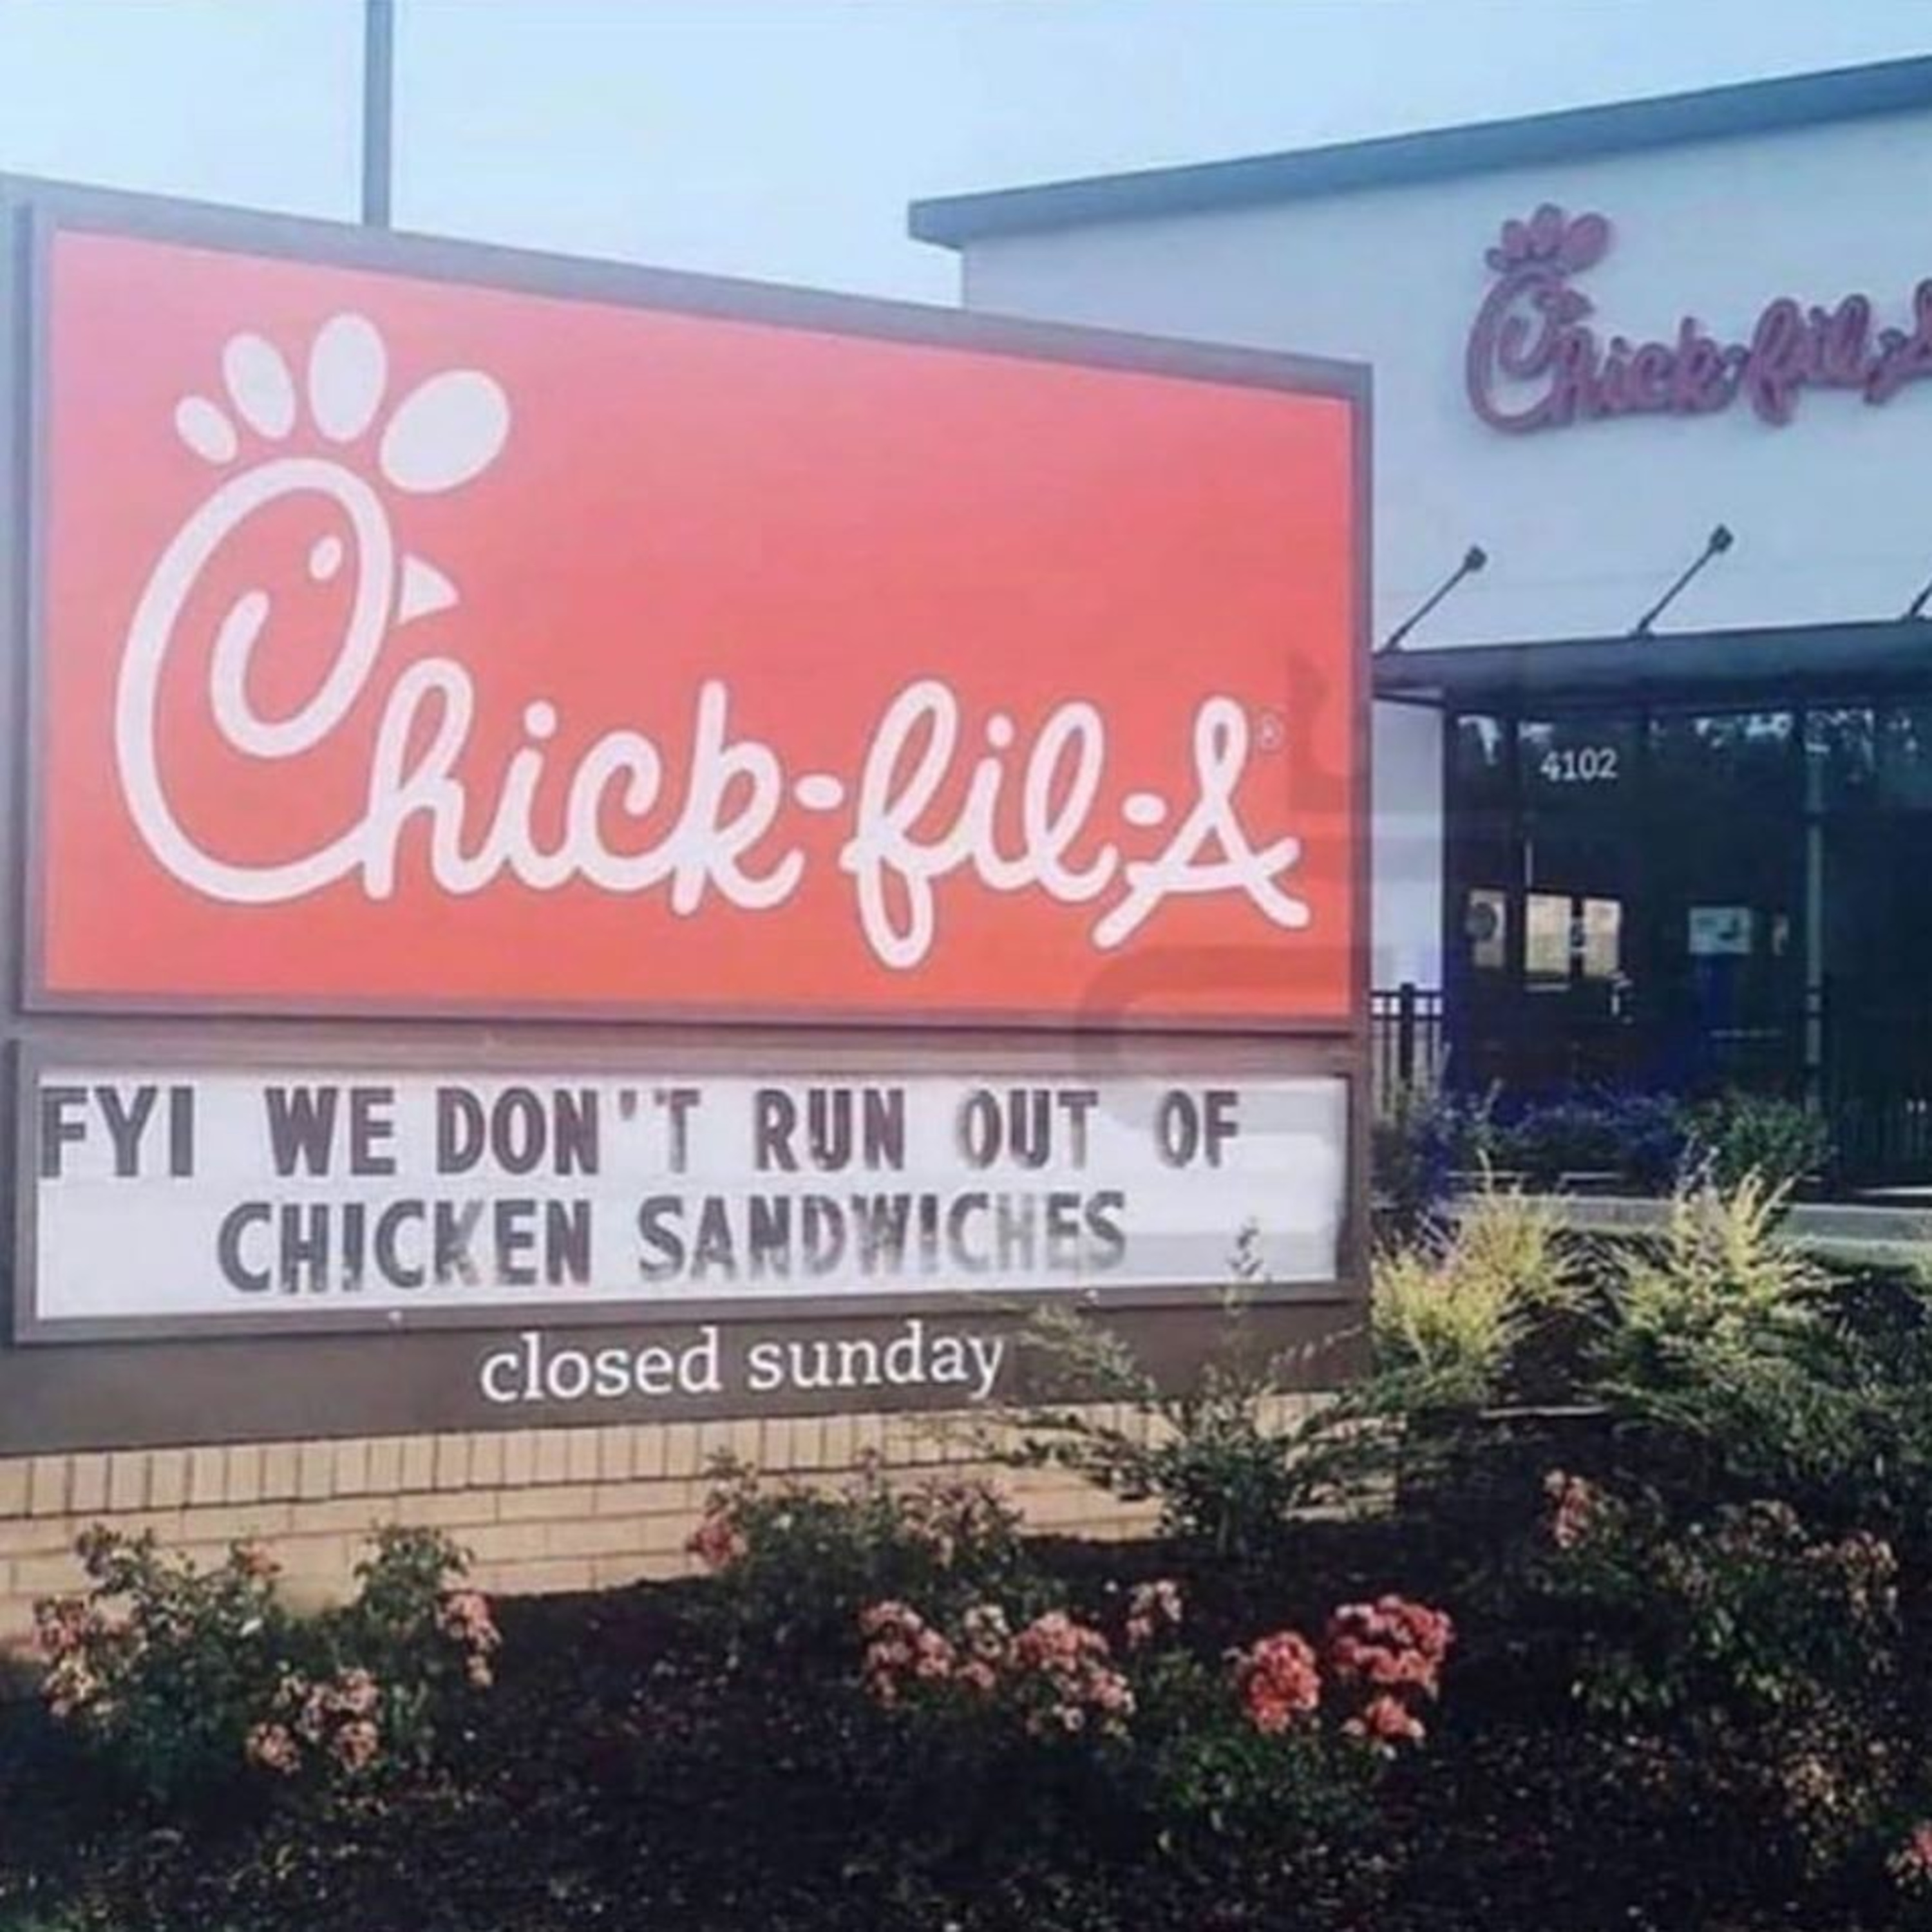 Chick-fil-A®
FYI WE DON'T RUN OUT OF
CHICKEN SANDWICHES
closed sunday
Chick-fil-A
4102